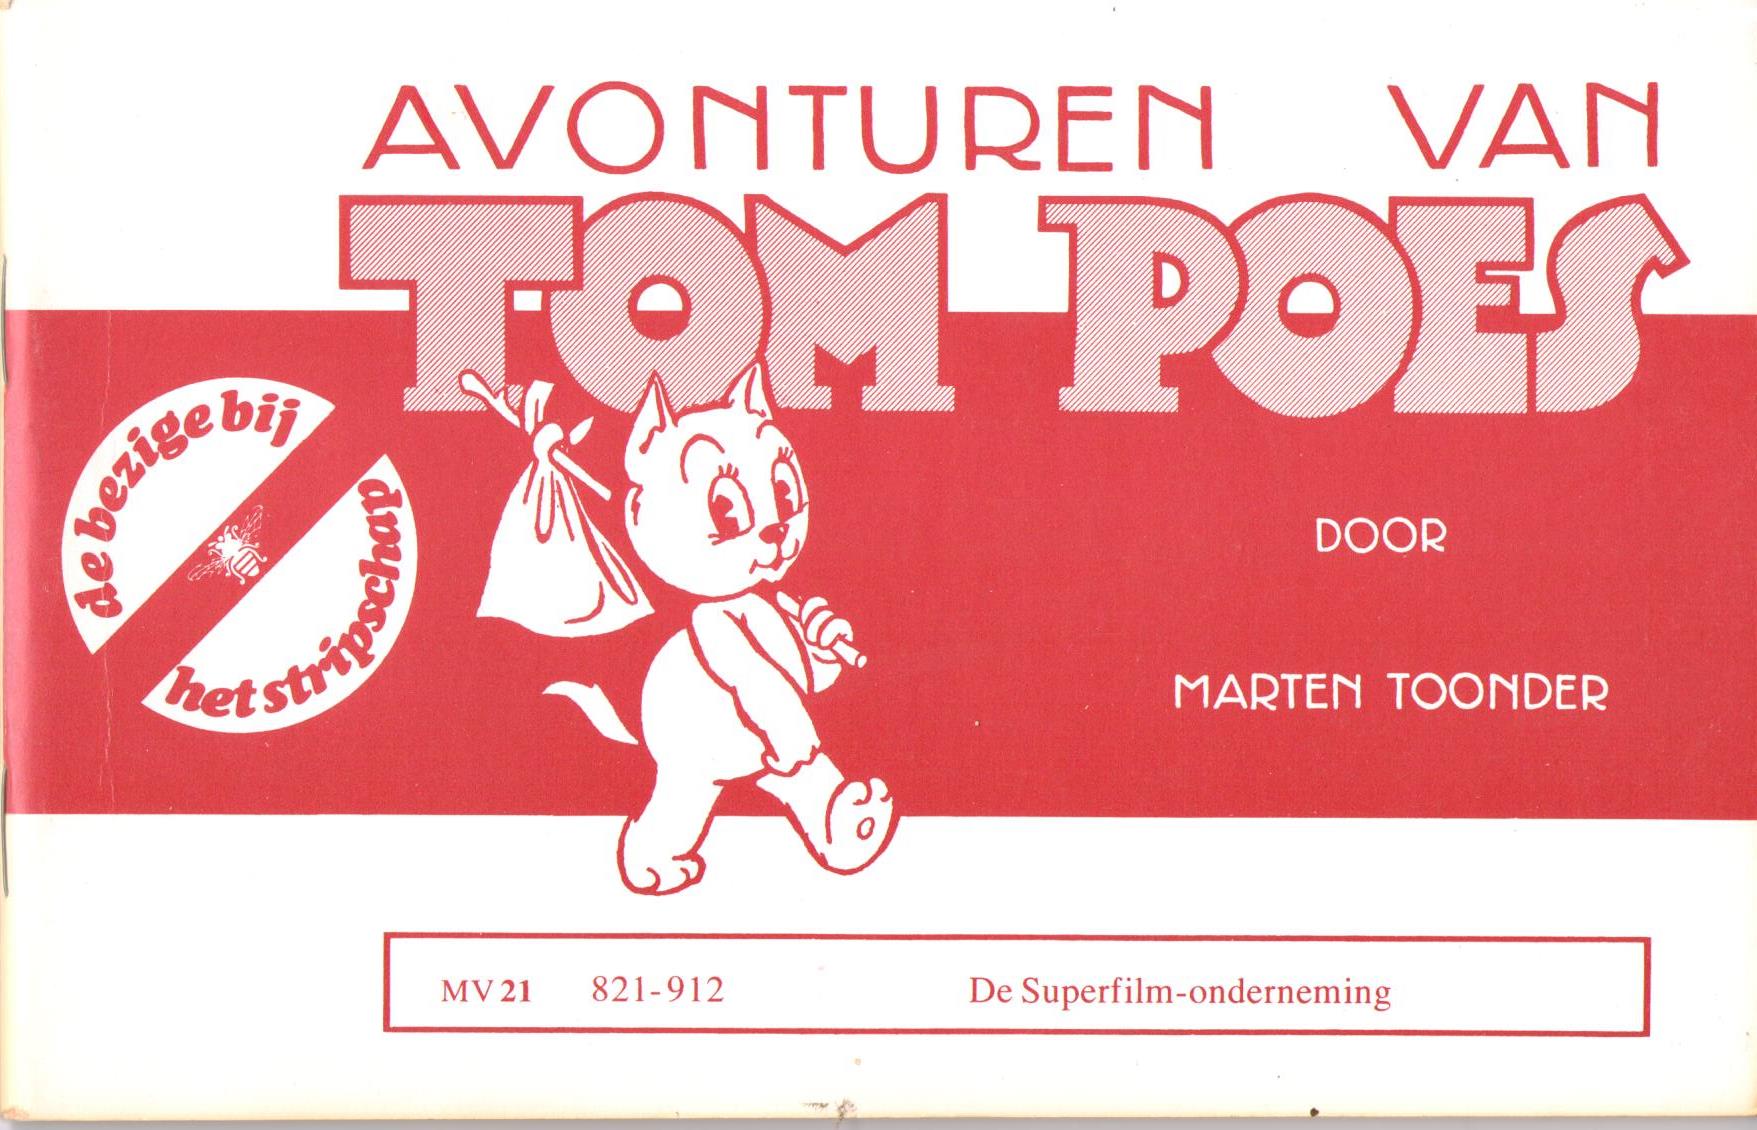 AVONTUREN VAN
TOM POES
de bezige bij
het stripschap
DOOR
MARTEN TOONDER
MV 21 821-912 De Superfilm-onderneming